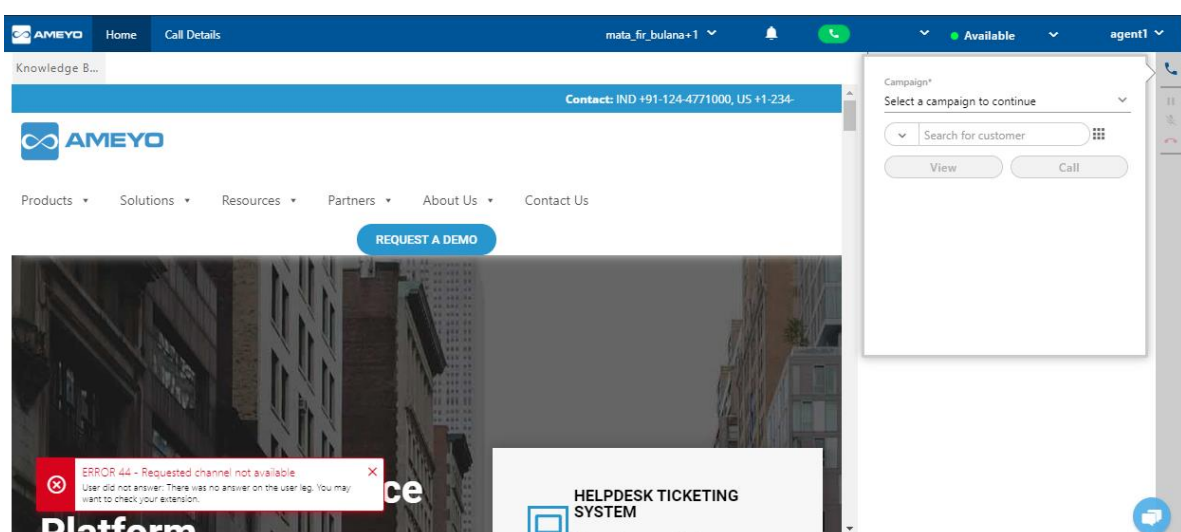 AMEYO Home Call Details mata_fir_bulana+1 Available agent1
Knowledge B...
Contact: IND +91-124-4771000, US +1-234-
AMEYO
Products Solutions Resources Partners About Us Contact Us
REQUEST A DEMO
Campaign*
Select a campaign to continue
Search for customer
View Call
ERROR 44 - Requested channel not available
User did not answer: There was no answer on the user leg. You may
want to check your extension.
ce
Platform
HELPDESK TICKETING
SYSTEM